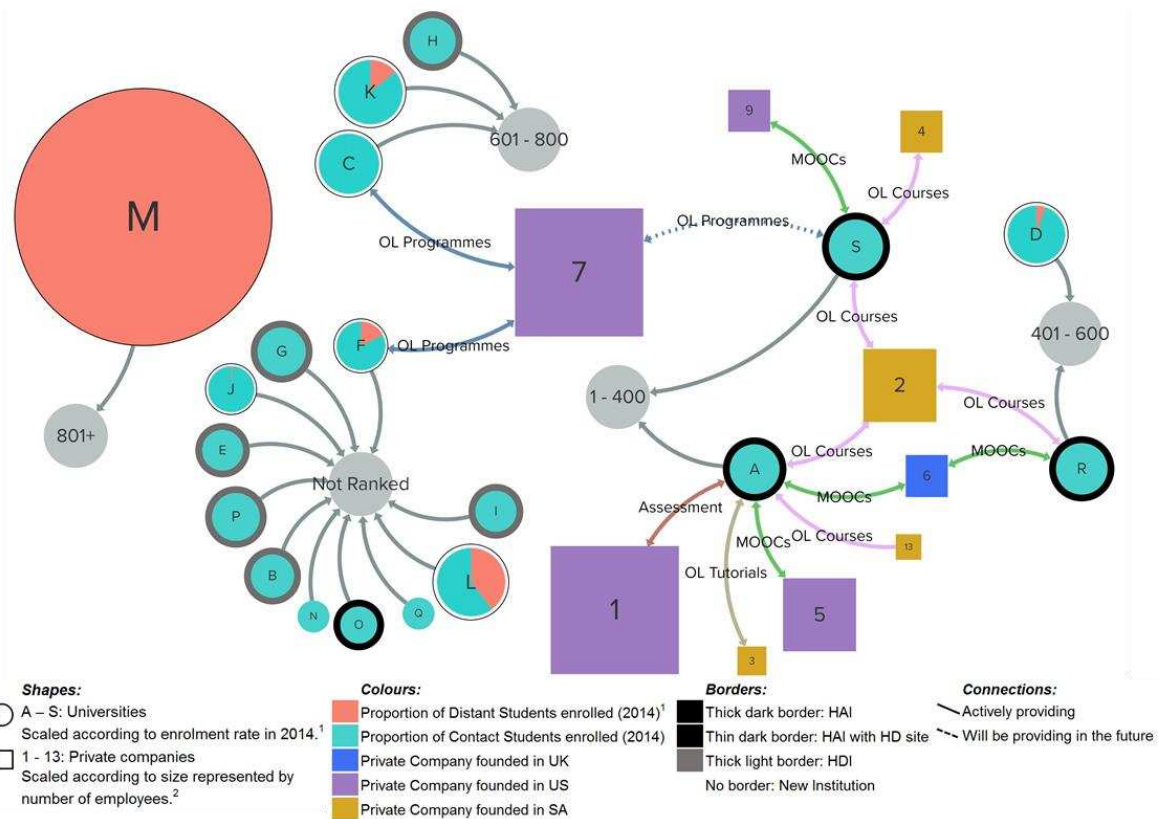 H
K
601 - 800
C
9
MOOCs
4
OL Courses
M
OL Programmes
7
OL Programmes
S
D
OL Courses
401 - 600
G
F
OL Programmes
J
1 - 400
2
OL Courses
801+
E
Not Ranked
A
OL Courses
MOOCs
6
R
MOOCs
P
I
Assessment
MOOCs
OL Courses
13
B
L
OL Tutorials
N
O
Q
1
5
3
Shapes:
A – S: Universities
Scaled according to enrolment rate in 2014.1
1 - 13: Private companies
Scaled according to size represented by
number of employees.2
Colours:
Proportion of Distant Students enrolled (2014)1
Proportion of Contact Students enrolled (2014)
Private Company founded in UK
Private Company founded in US
Private Company founded in SA
Borders:
Thick dark border: HAI
Thin dark border: HAI with HD site
Thick light border: HDI
No border: New Institution
Connections:
Actively providing
Will be providing in the future